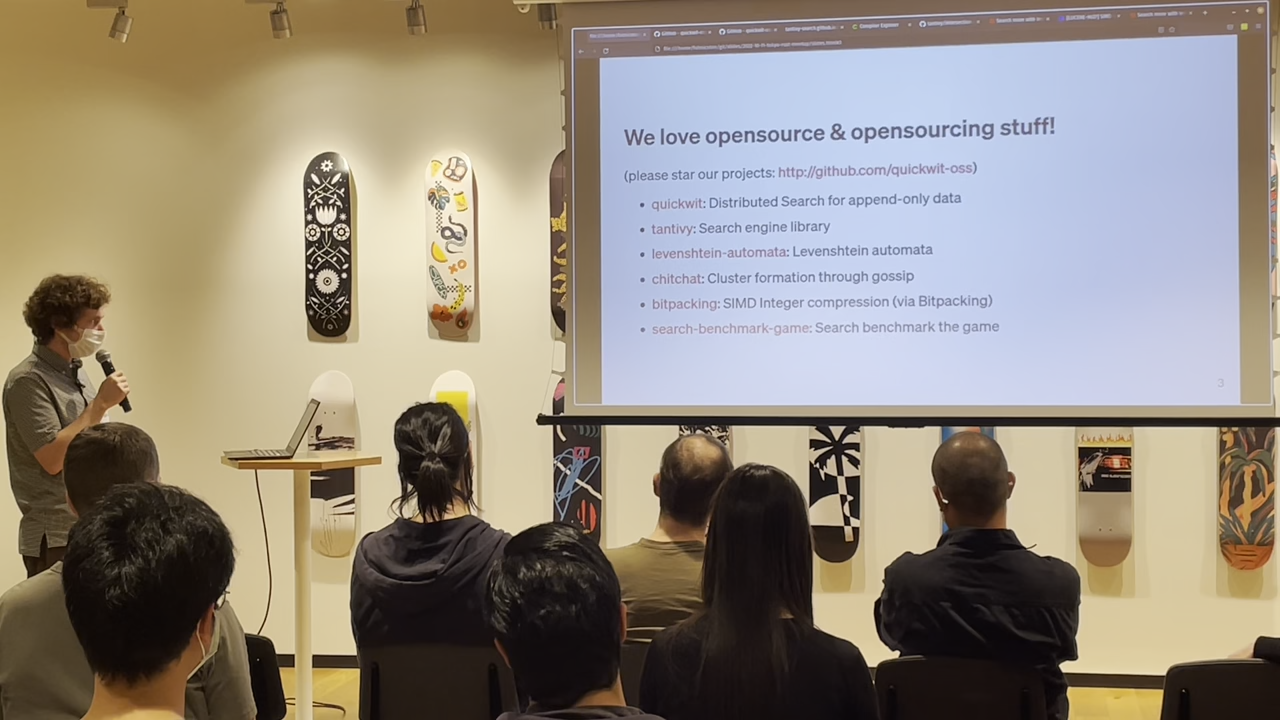 We love opensource & opensourcing stuff!
(please star our projects: http://github.com/quickwit-oss)
quickwit: Distributed Search for append-only data
tantivy: Search engine library
levenshtein-automata: Levenshtein automata
chitchat: Cluster formation through gossip
bitpacking: SIMD Integer compression (via Bitpacking)
search-benchmark-game: Search benchmark the game
3